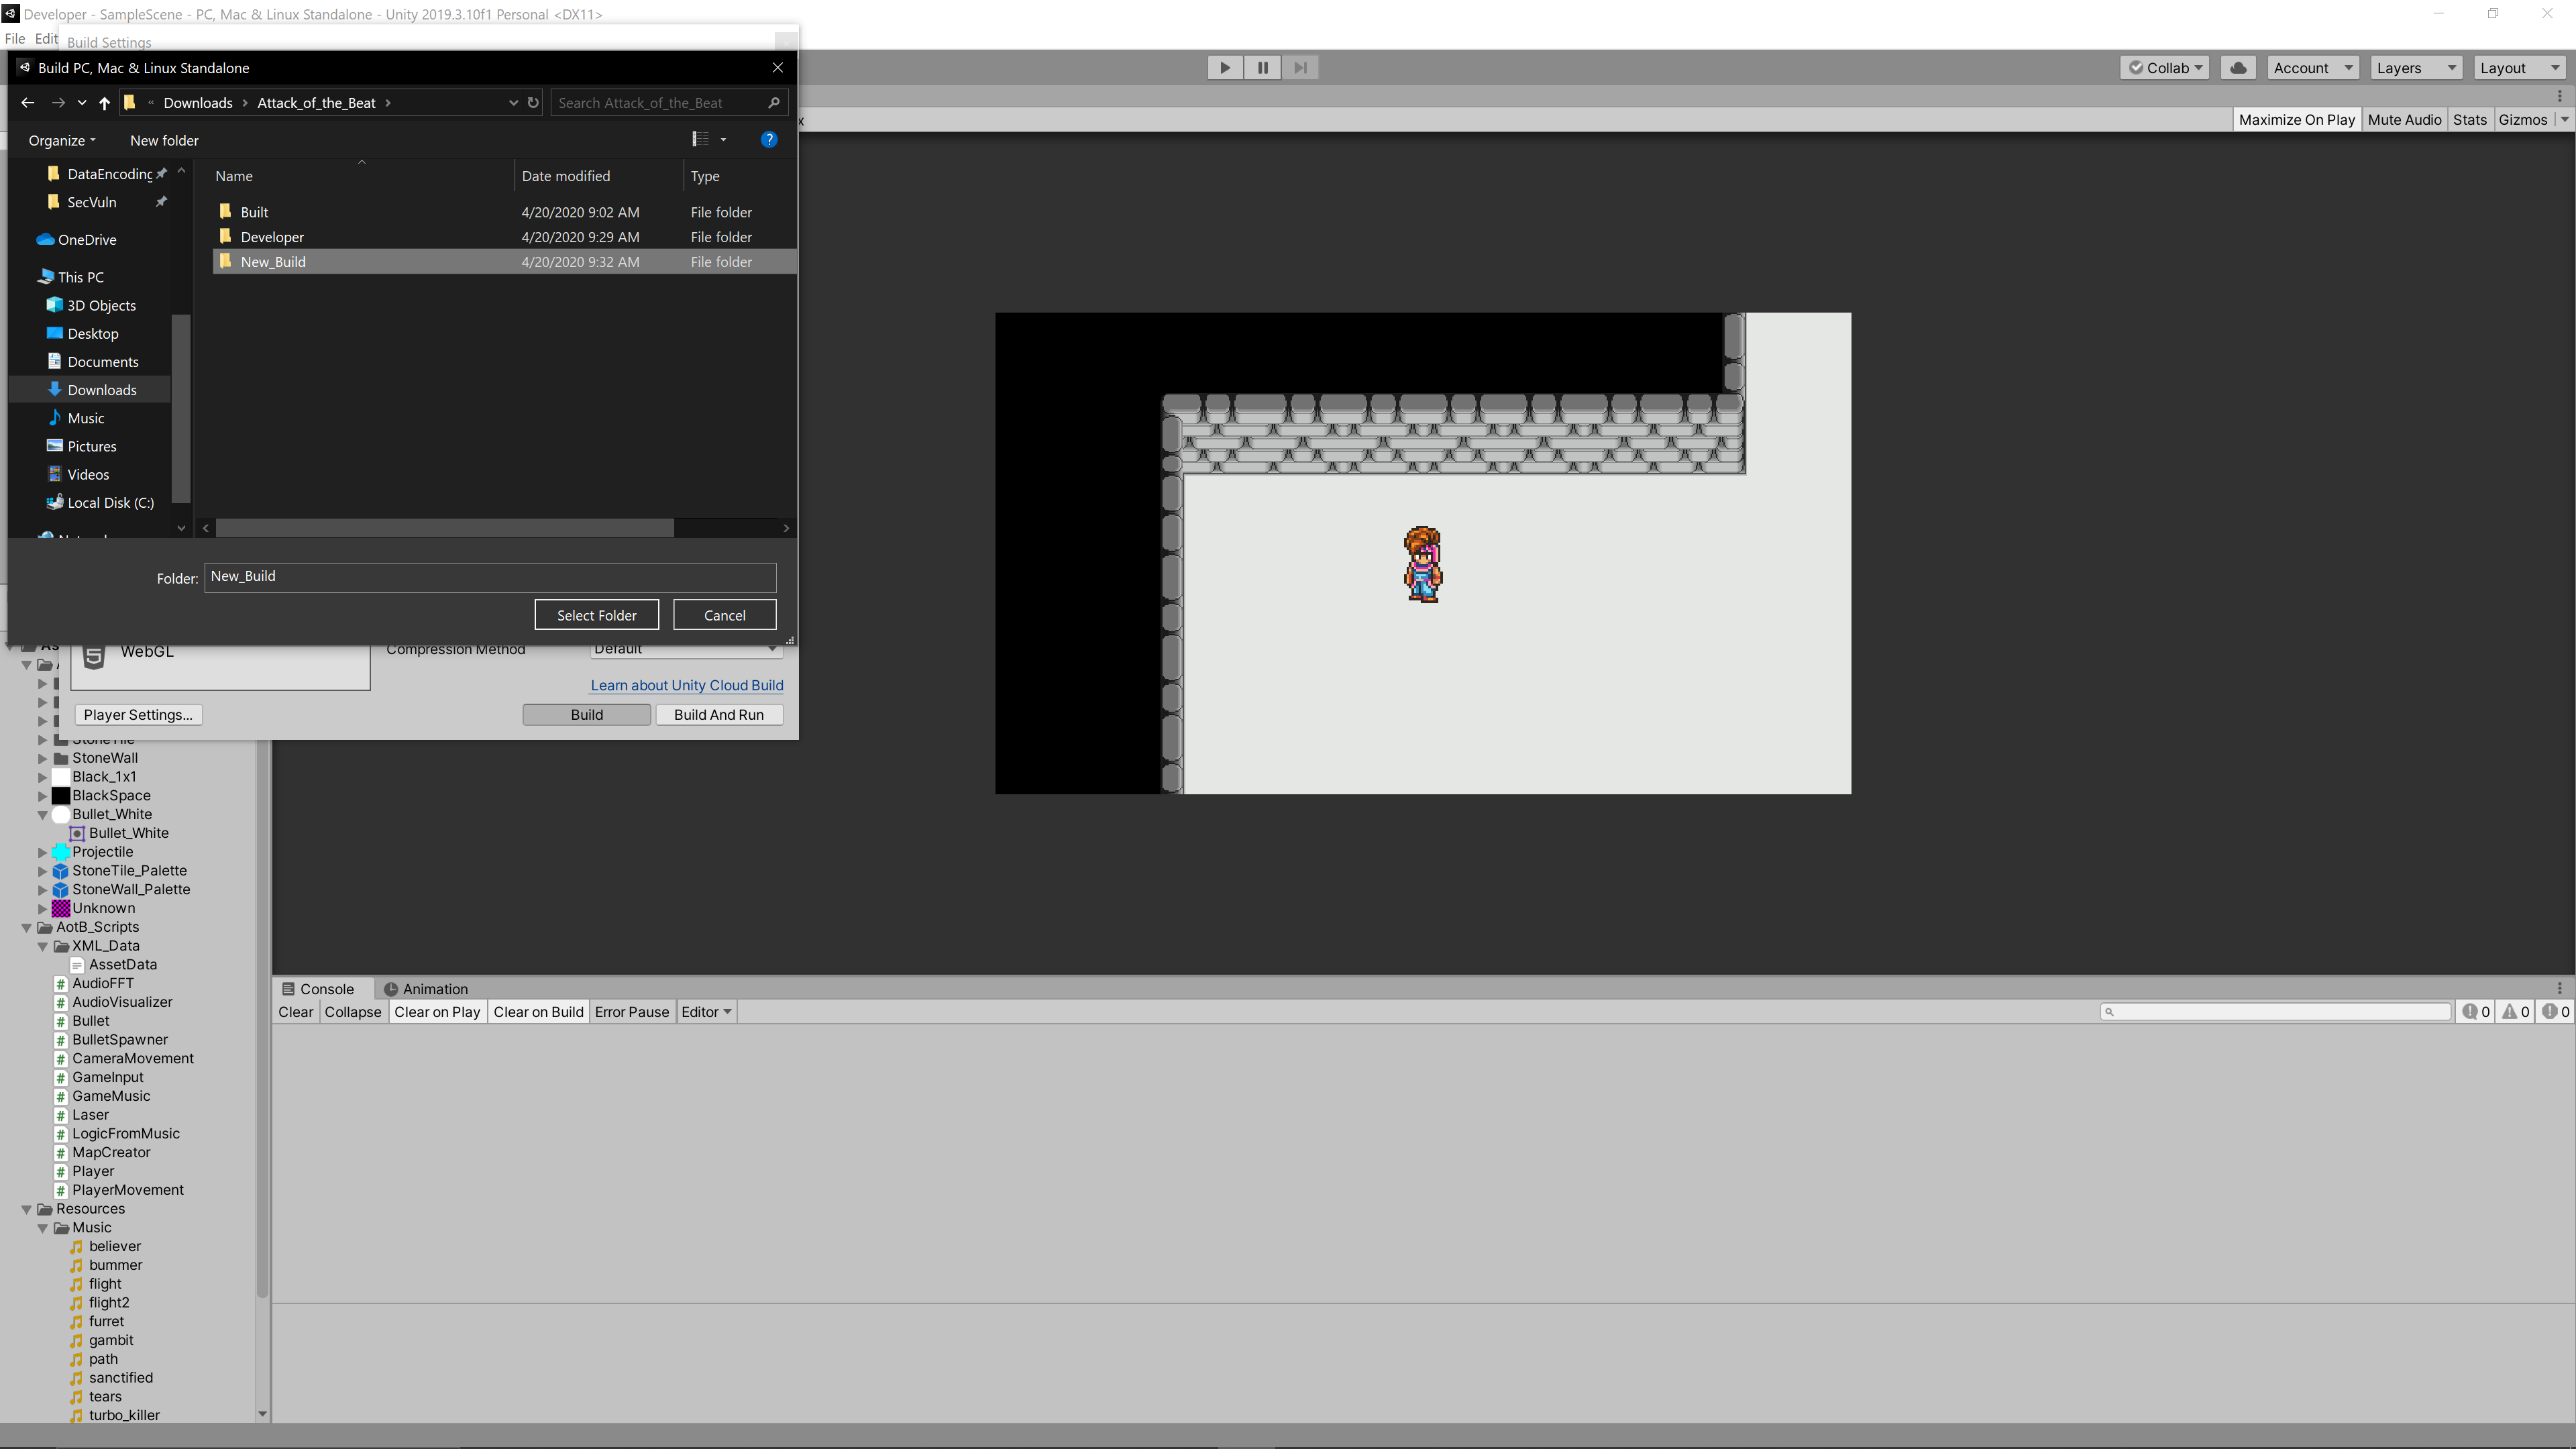 Developer - SampleScene - PC, Mac & Linux Standalone - Unity 2019.3.10f1 Personal <DX11>
File Edit
Build Settings
Build PC, Mac & Linux Standalone
Collab Account Layers Layout
« Downloads > Attack_of_the_Beat > Search Attack_of_the_Beat
Maximize On Play Mute Audio Stats Gizmos
Organize New folder ?
Name Date modified Type
DataEncoding
SecVuln
OneDrive
This PC
3D Objects
Desktop
Documents
Downloads
Music
Pictures
Videos
Local Disk (C:)
Built 4/20/2020 9:02 AM File folder
Developer 4/20/2020 9:29 AM File folder
New_Build 4/20/2020 9:32 AM File folder
Folder: New_Build
Select Folder Cancel
WebGL Compression Method Default
Learn about Unity Cloud Build
Player Settings... Build Build And Run
StoneTile
StoneWall
Black_1x1
BlackSpace
Bullet_White
Bullet_White
Projectile
StoneTile_Palette
StoneWall_Palette
Unknown
AotB_Scripts
XML_Data
AssetData
AudioFFT
AudioVisualizer
Bullet
BulletSpawner
CameraMovement
GameInput
GameMusic
Laser
LogicFromMusic
MapCreator
Player
PlayerMovement
Resources
Music
believer
bummer
flight
flight2
furret
gambit
path
sanctified
tears
turbo_killer
Console Animation
Clear Collapse Clear on Play Clear on Build Error Pause Editor 0 0 0